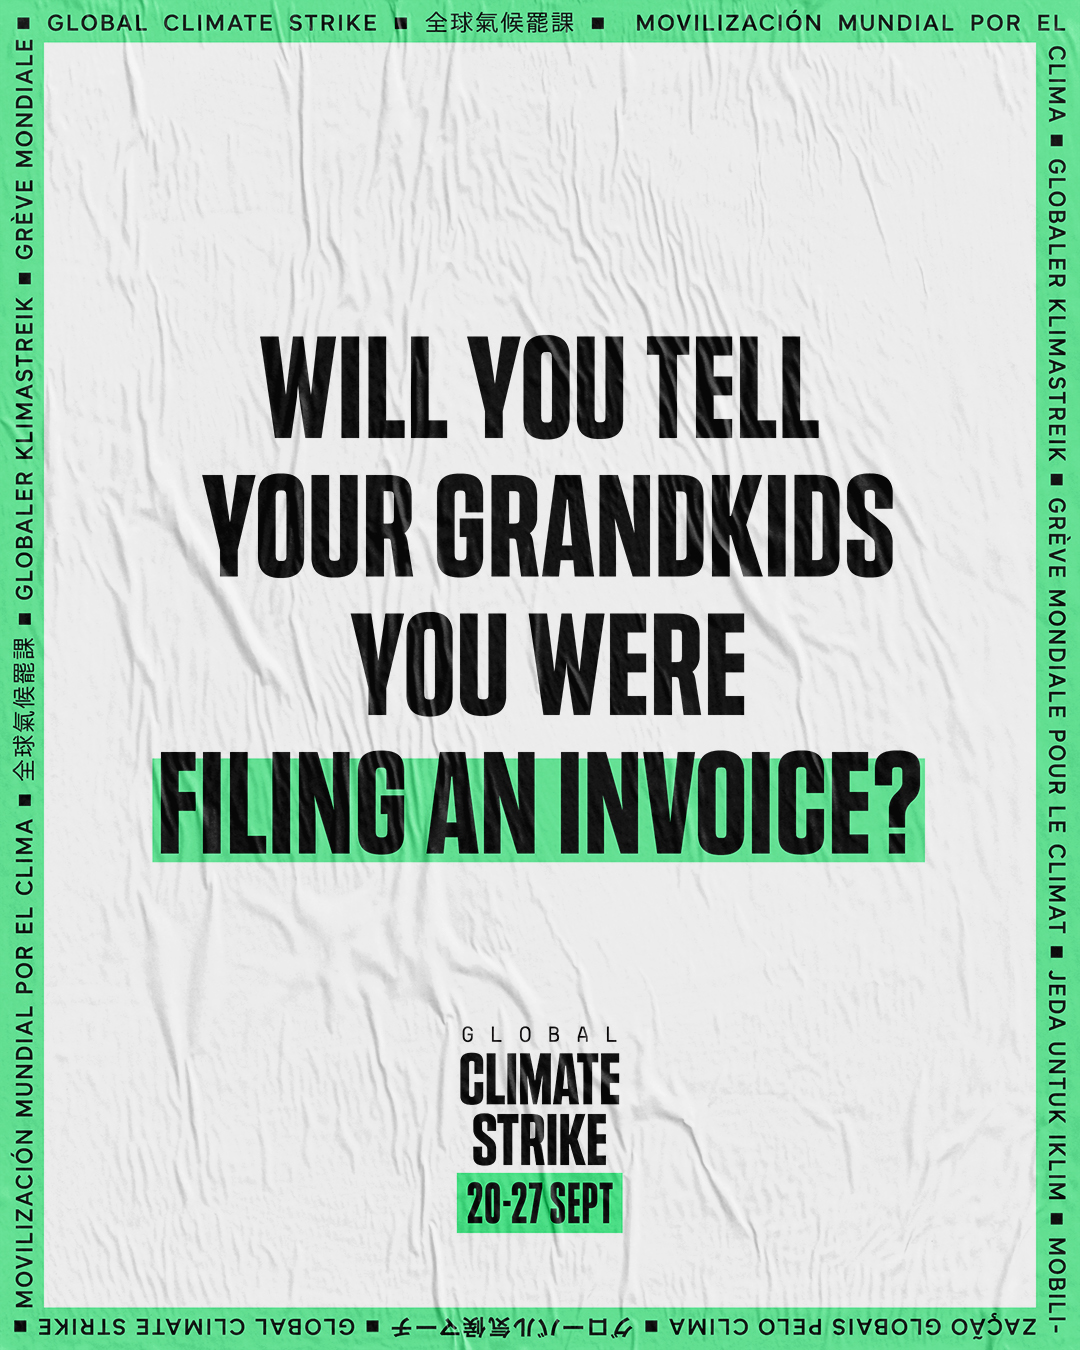 ■ GLOBAL CLIMATE STRIKE ■ 全球氣候罷課 ■ MOVILIZACIÓN MUNDIAL POR EL
CLIMA ■ GLOBALER KLIMASTREIK ■ GRÈVE MONDIALE POUR LE CLIMAT ■ JEDA UNTUK IKLIM ■ MOBILI-
ZAÇÃO GLOBAIS PELO CLIMA ■ グローバル気候マーチ ■ GLOBAL CLIMATE STRIKE ■
MOVILIZACIÓN MUNDIAL POR EL CLIMA ■ 全球氣候罷課 ■ GLOBALER KLIMASTREIK ■ GRÈVE MONDIALE
WILL YOU TELL
YOUR GRANDKIDS
YOU WERE
FILING AN INVOICE?
GLOBAL
CLIMATE
STRIKE
20-27 SEPT